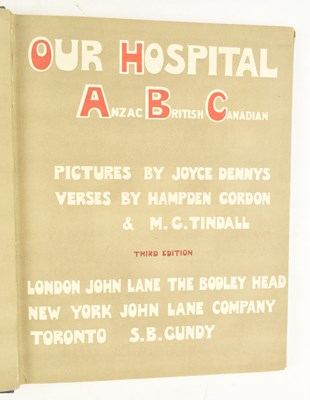 OUR HOSPITAL
ANZAC BRITISH CANADIAN
PICTURES BY JOYCE DENNYS
VERSES BY HAMPDEN GORDON
& M.C. TINDALL
THIRD EDITION
LONDON JOHN LANE THE BODLEY HEAD
NEW YORK JOHN LANE COMPANY
TORONTO S.B. GUNDY